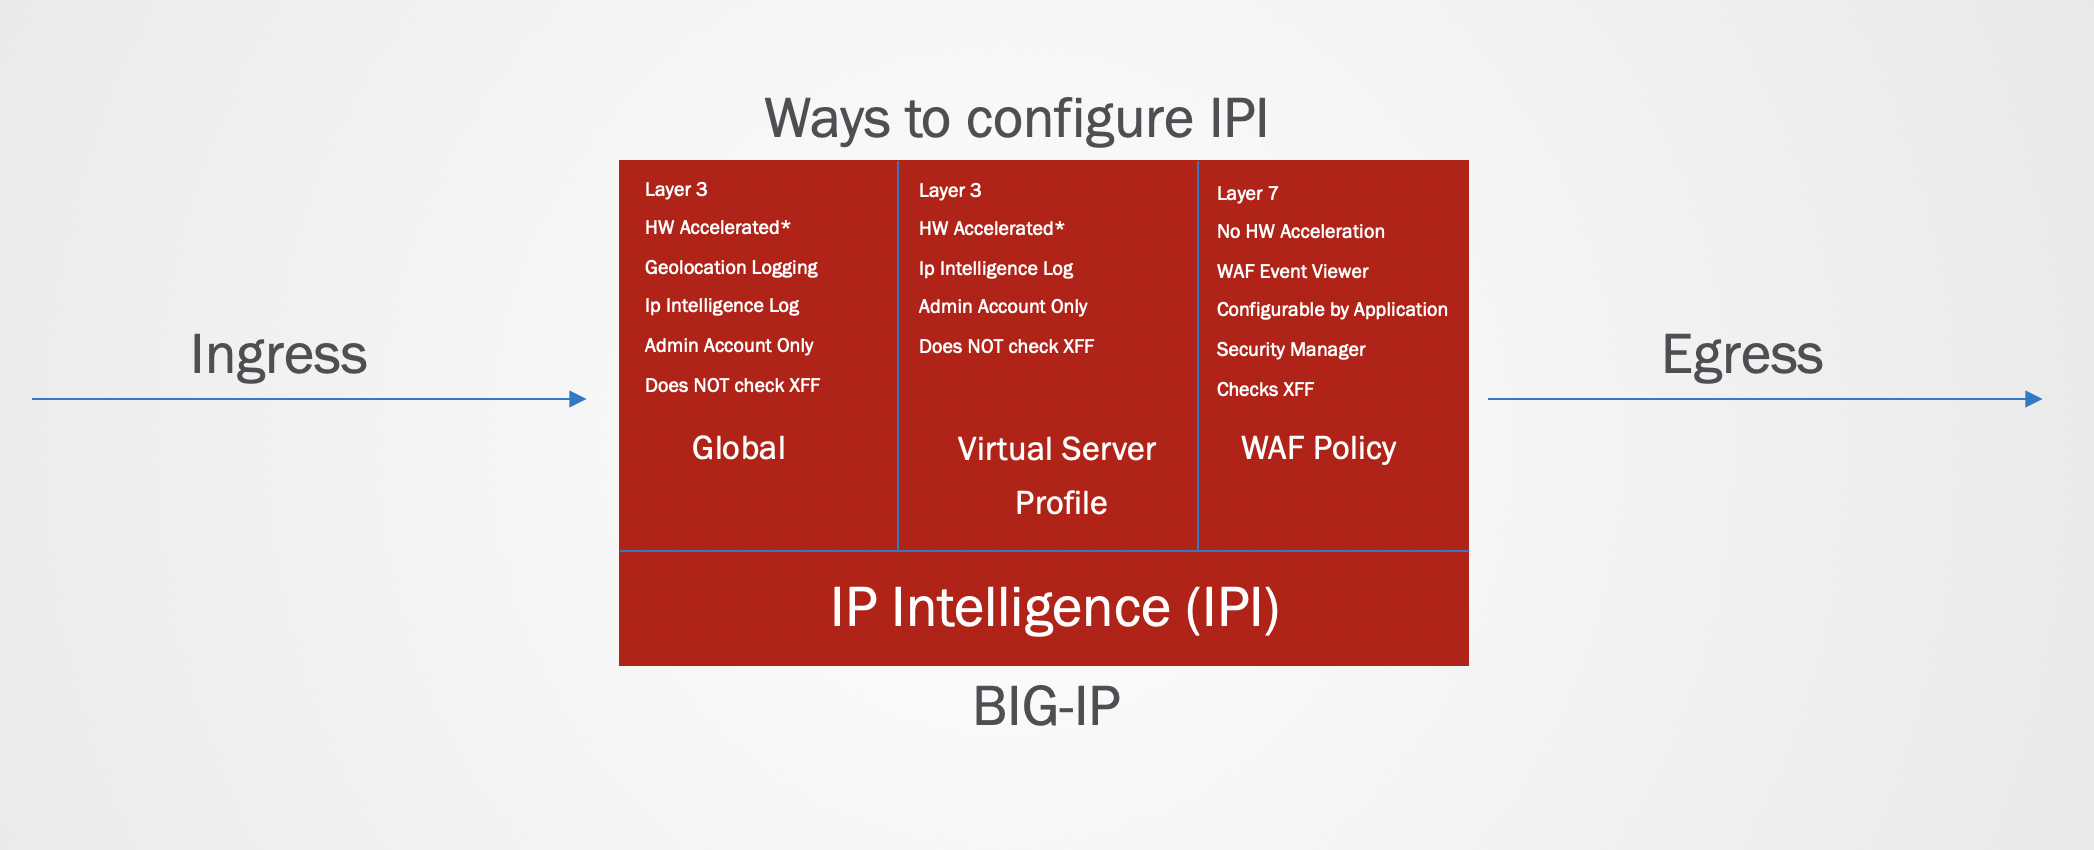 Ways to configure IPI
Ingress
Layer 3
HW Accelerated*
Geolocation Logging
Ip Intelligence Log
Admin Account Only
Does NOT check XFF
Global
Layer 3
HW Accelerated*
Ip Intelligence Log
Admin Account Only
Does NOT check XFF
Virtual Server
Profile
Layer 7
No HW Acceleration
WAF Event Viewer
Configurable by Application
Security Manager
Checks XFF
WAF Policy
IP Intelligence (IPI)
BIG-IP
Egress